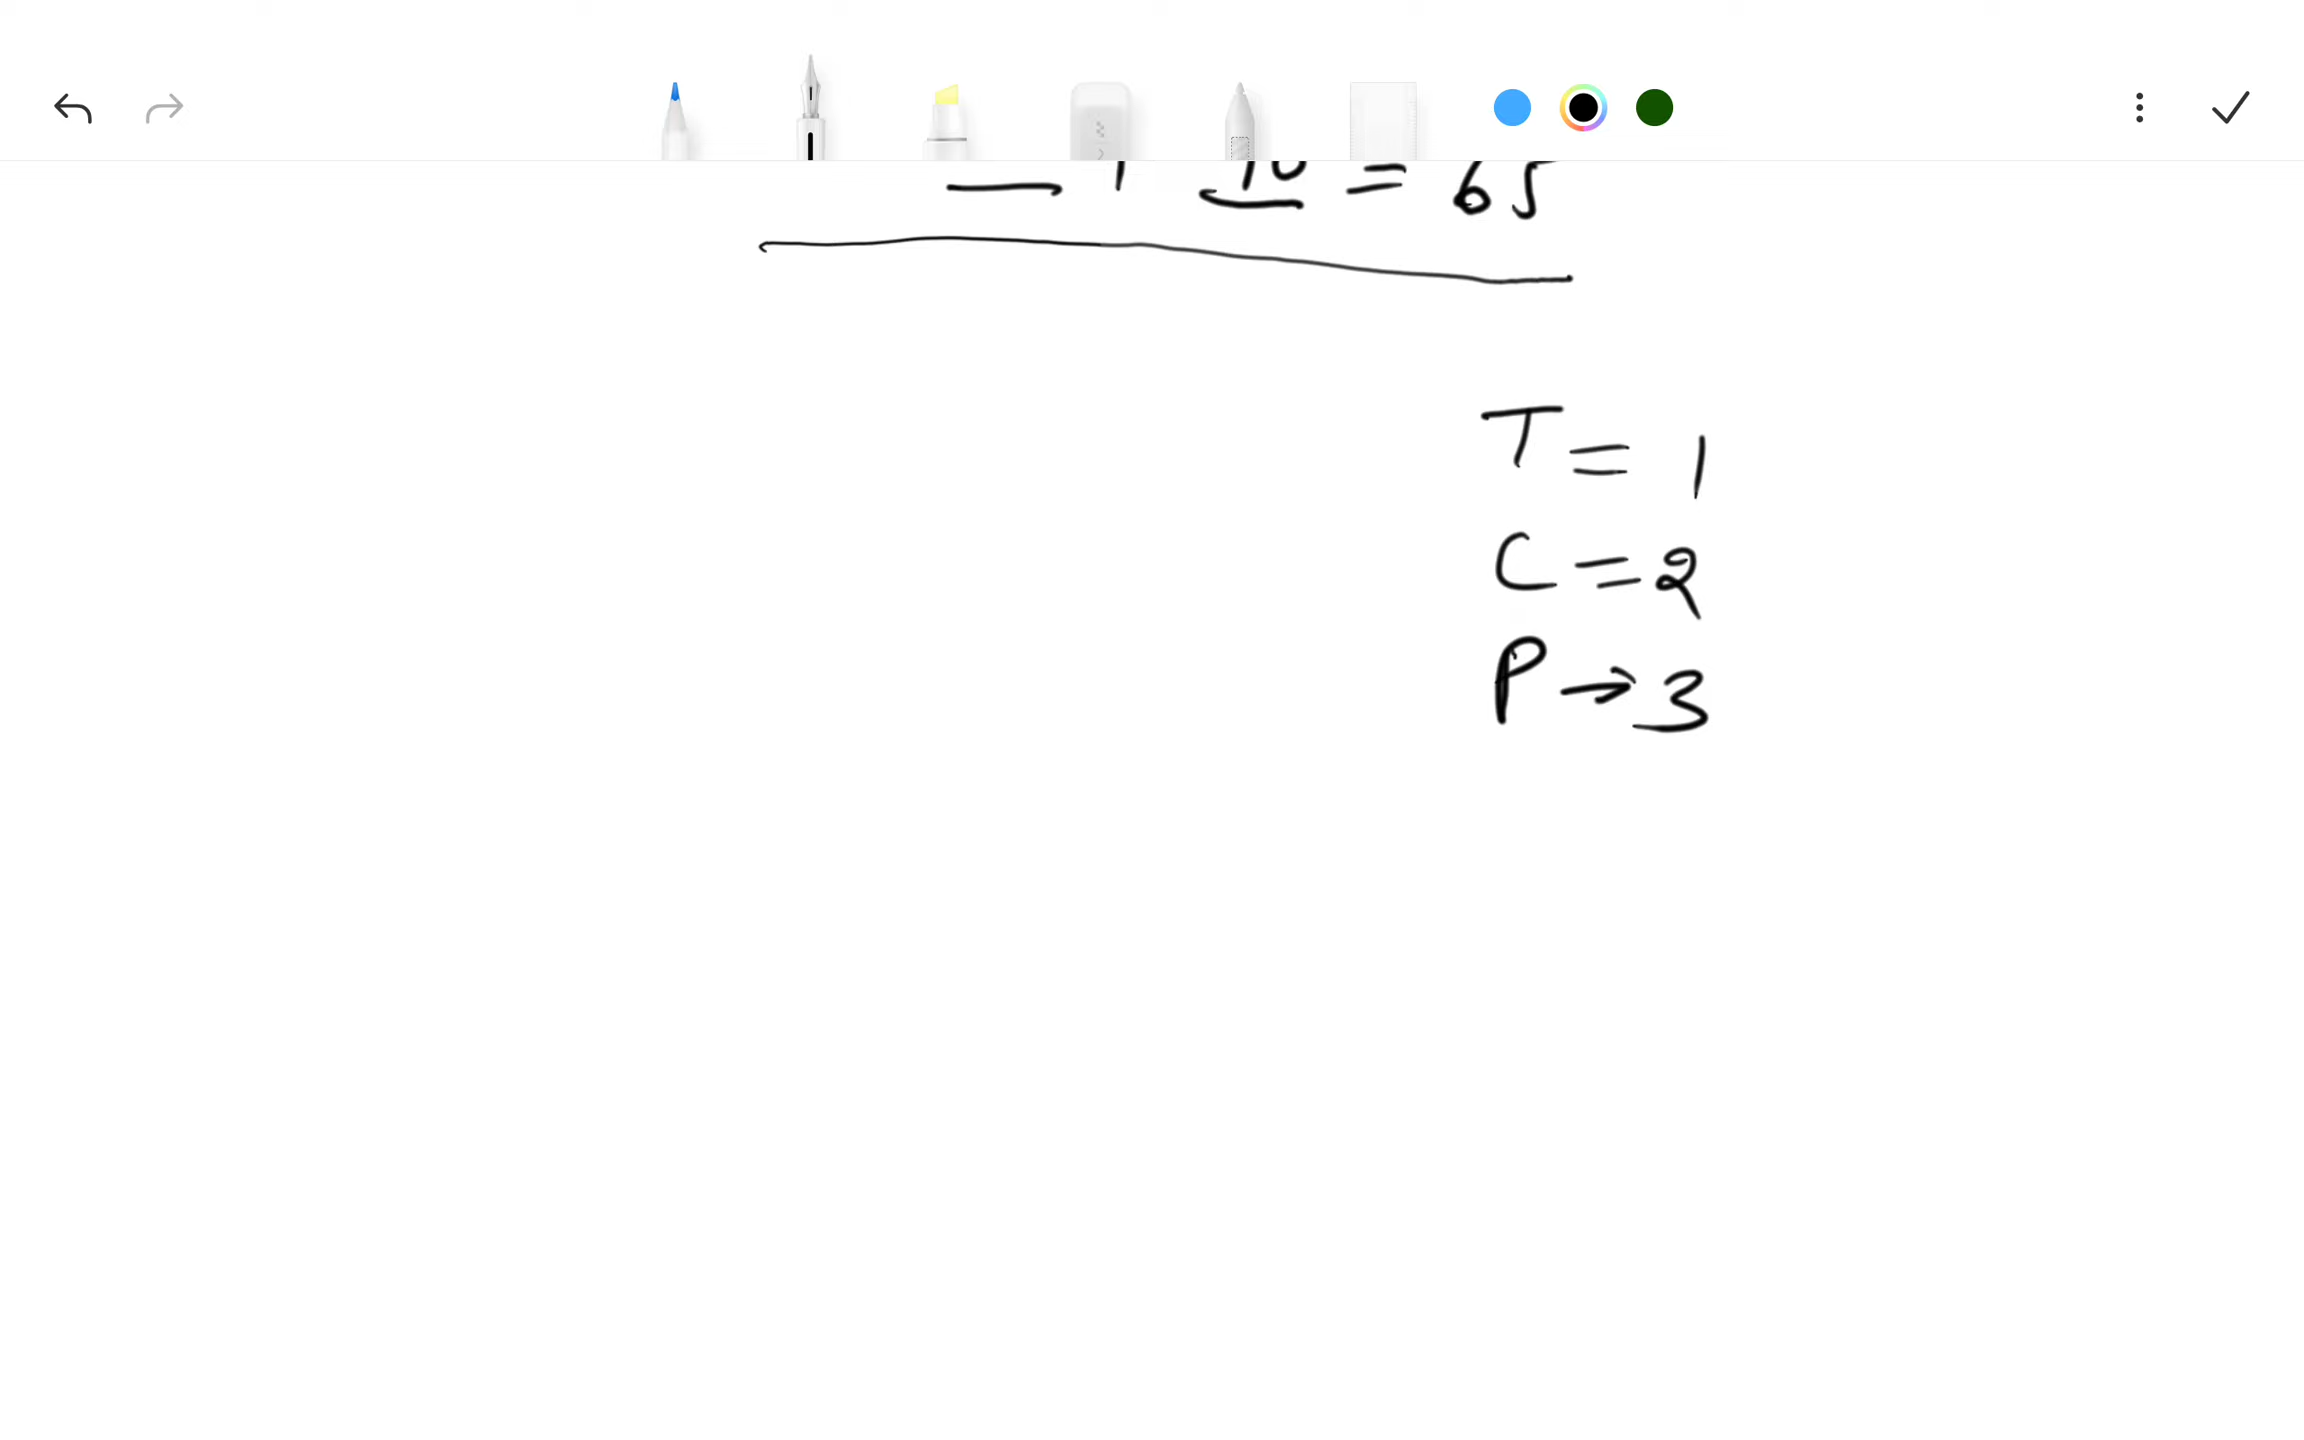 = 65
T = 1
C = 2
P → 3